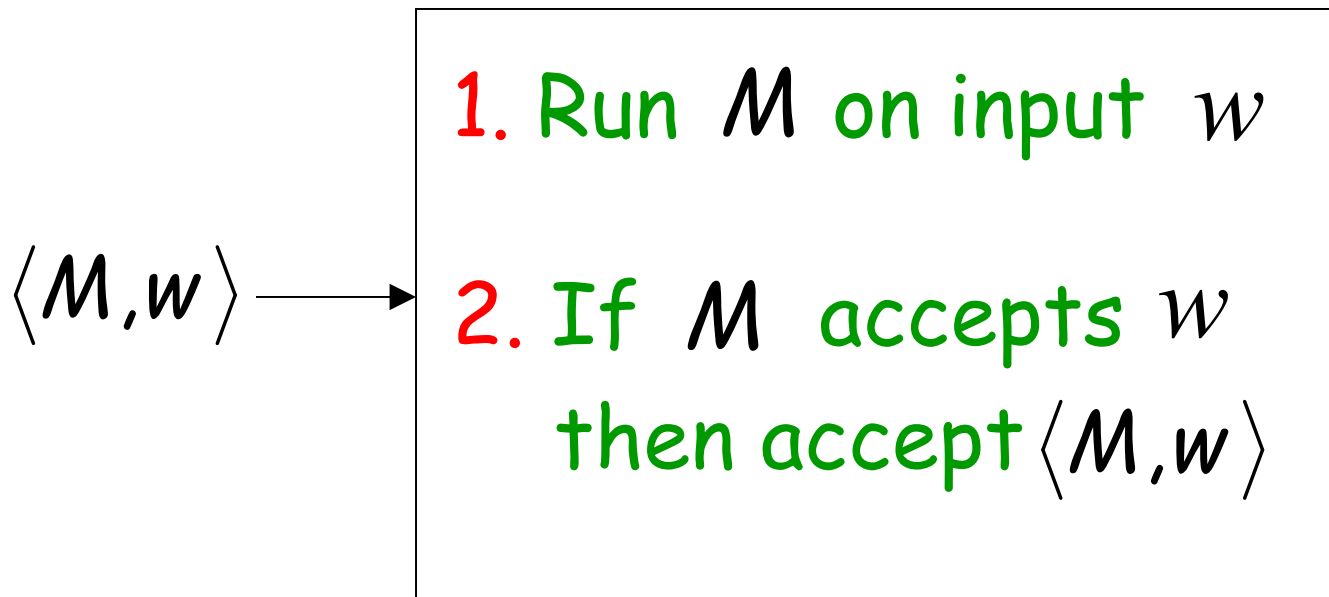 1. Run M on input w
⟨M,w⟩
2. If M accepts w
then accept ⟨M,w⟩